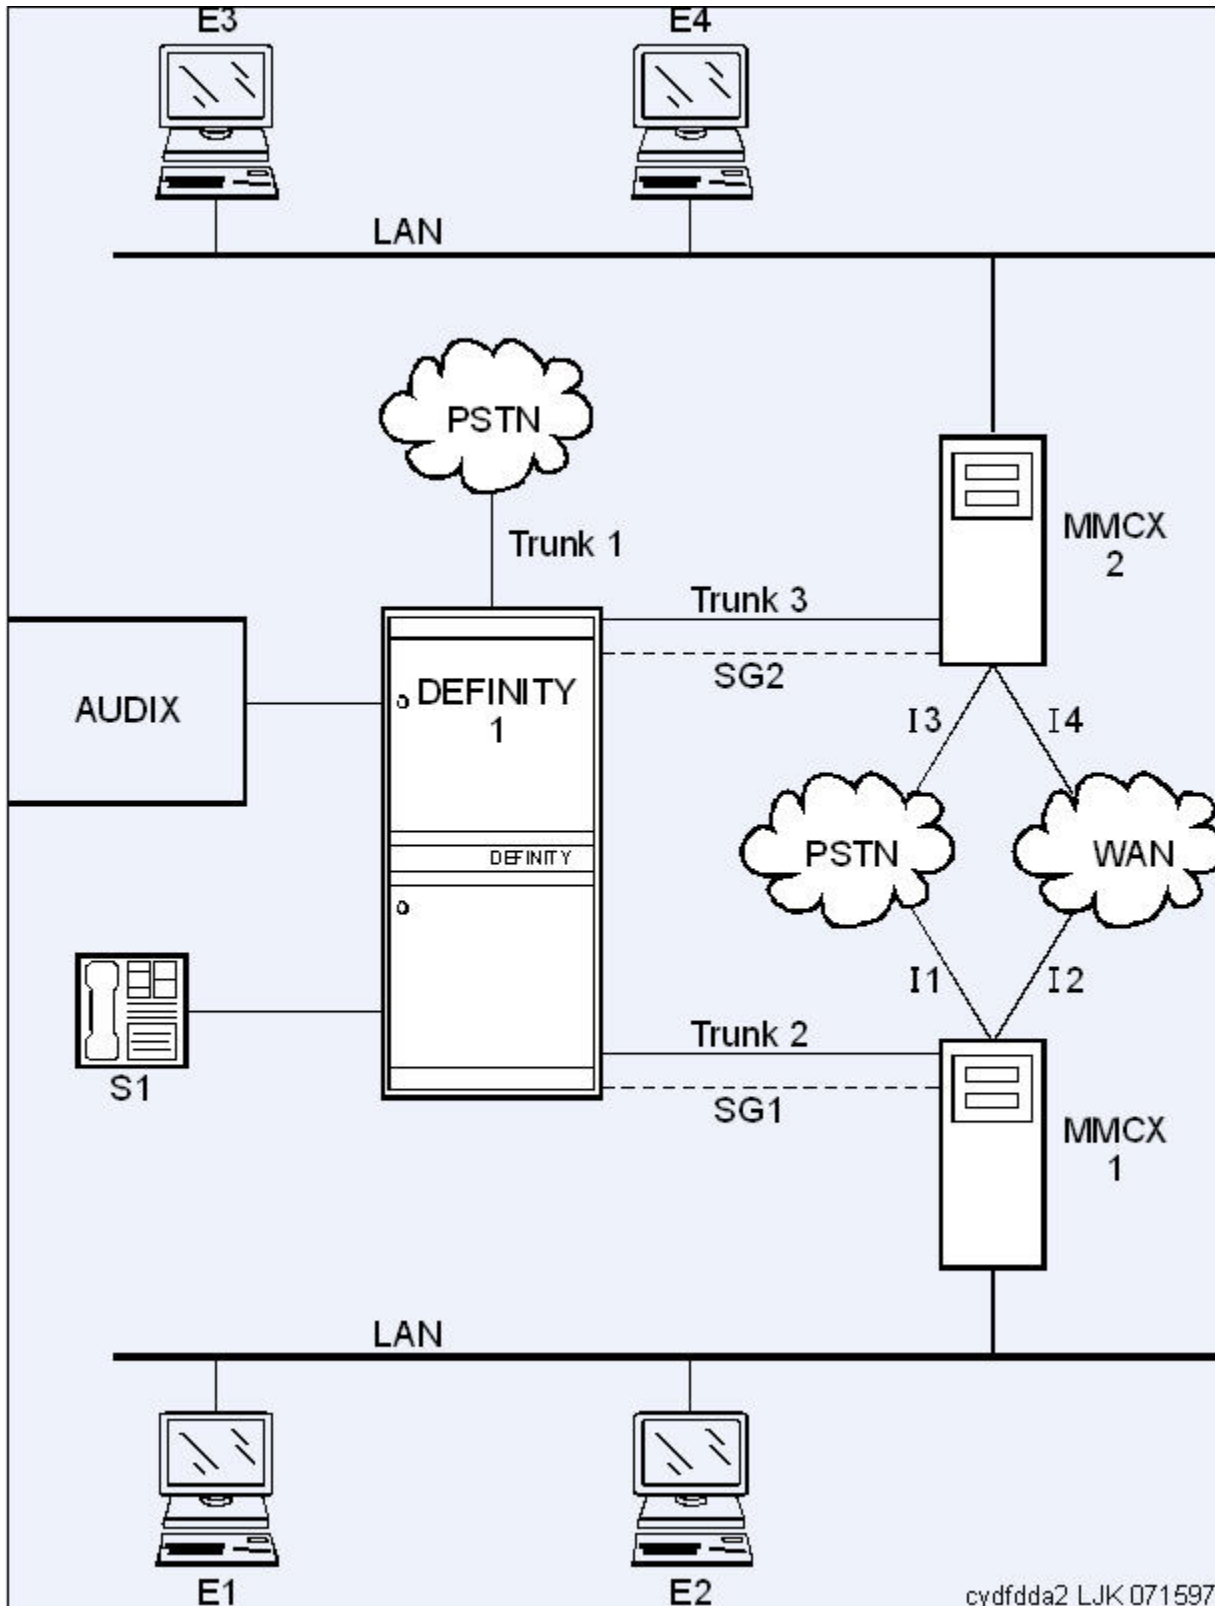 E3
E4
LAN
PSTN
Trunk 1
MMCX
2
Trunk 3
SG2
AUDIX
DEFINITY
1
I3
I4
DEFINITY
PSTN
WAN
I1
I2
Trunk 2
SG1
S1
MMCX
1
LAN
E1
E2
cydfdda2 LJK 071597